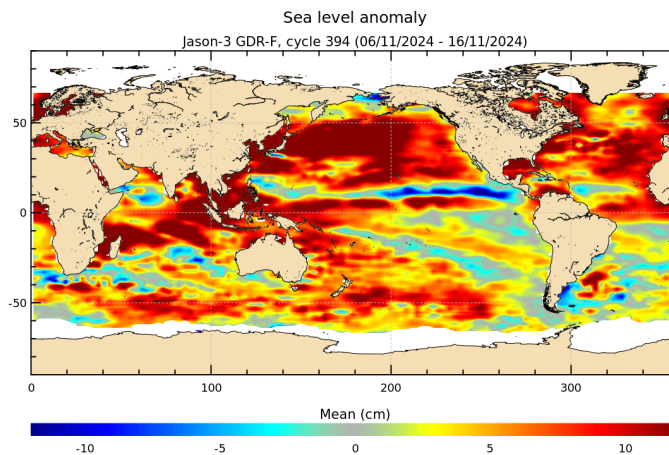 Sea level anomaly
Jason-3 GDR-F, cycle 394 (06/11/2024 - 16/11/2024)
50
0
-50
0 100 200 300
Mean (cm)
-10 -5 0 5 10